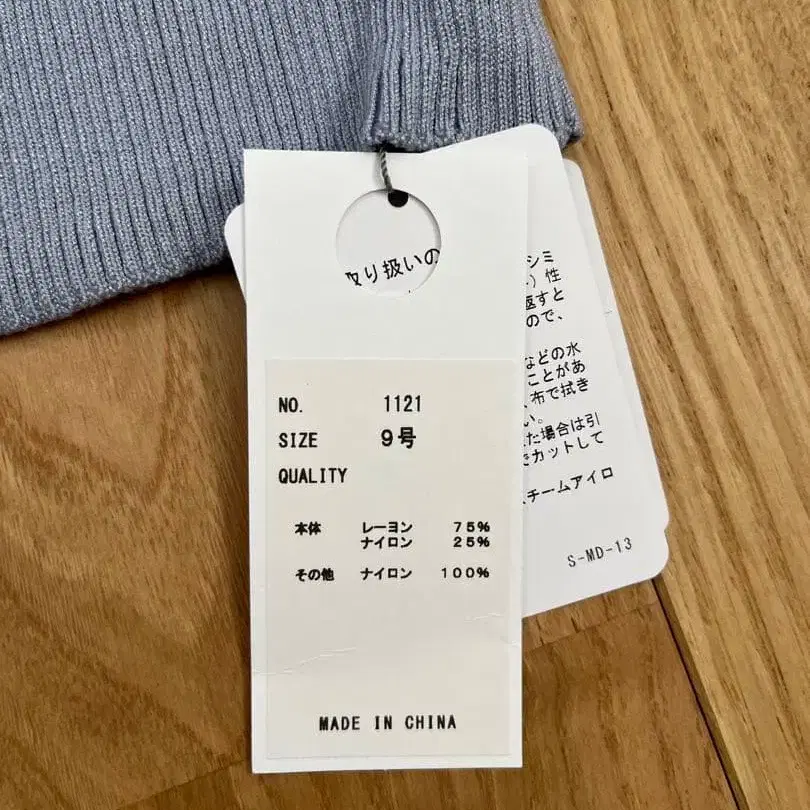 取り扱いの
NO. 1121
SIZE 9号
QUALITY
本体 レーヨン 75%
ナイロン 25%
その他 ナイロン 100%
MADE IN CHINA
シミ
）性
返すと
ので、
などの水
ことがあ
布で拭き
い。
た場合は引
でカットして
スチームアイロ
S-MD-13